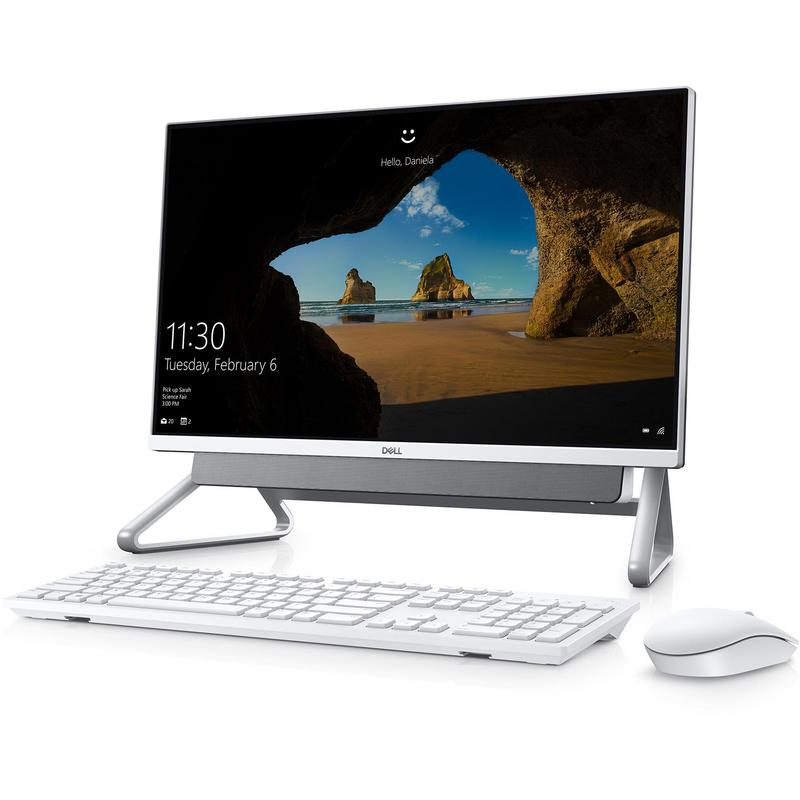 Hello, Daniela
11:30
Tuesday, February 6
Pick up Sarah
Science Fair
3:00 PM
20 2
DELL